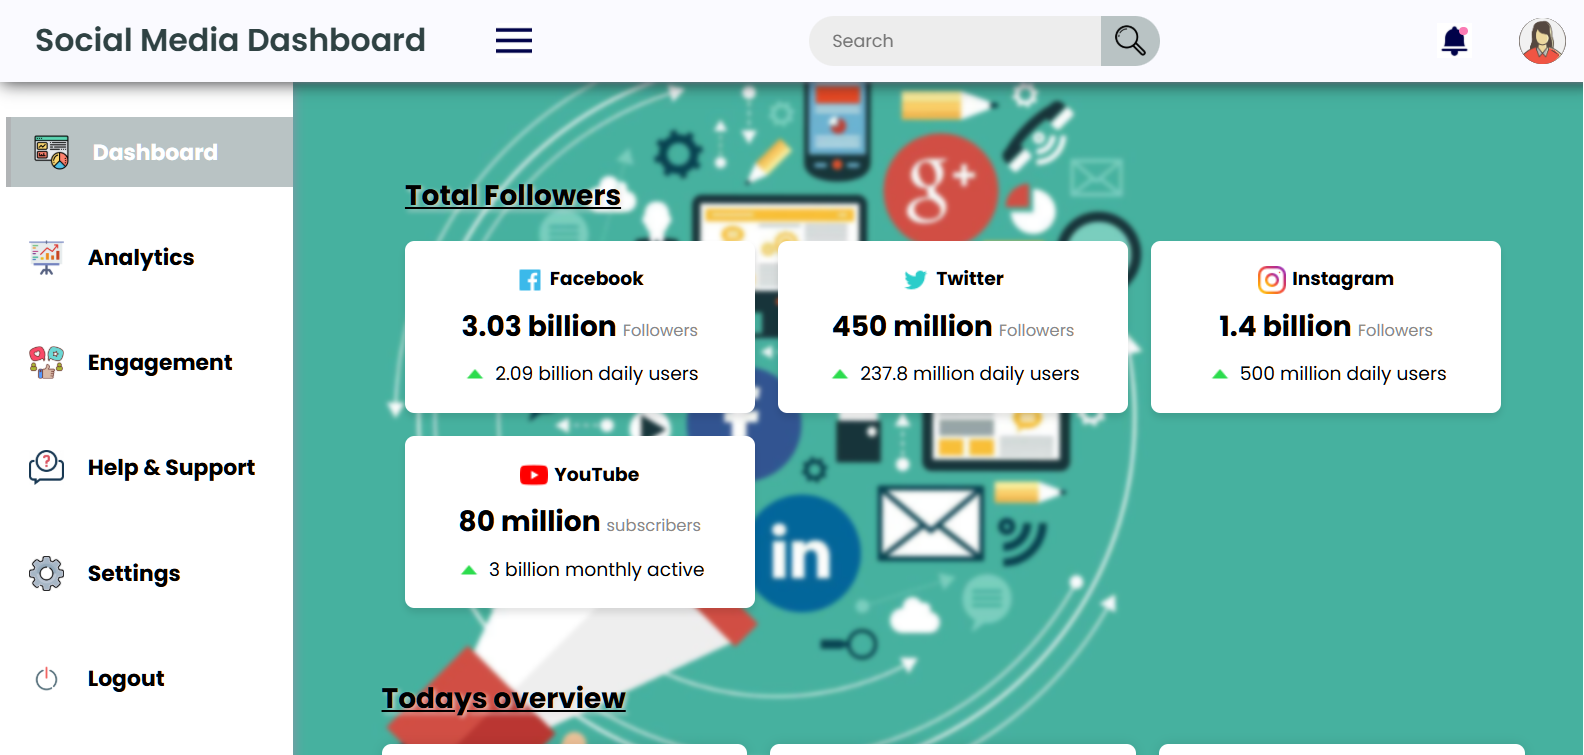 Social Media Dashboard
Search
Dashboard
Analytics
Engagement
Help & Support
Settings
Logout
Total Followers
Facebook
3.03 billion Followers
2.09 billion daily users
Twitter
450 million Followers
237.8 million daily users
Instagram
1.4 billion Followers
500 million daily users
YouTube
80 million subscribers
3 billion monthly active
Todays overview
g+
f
in
?